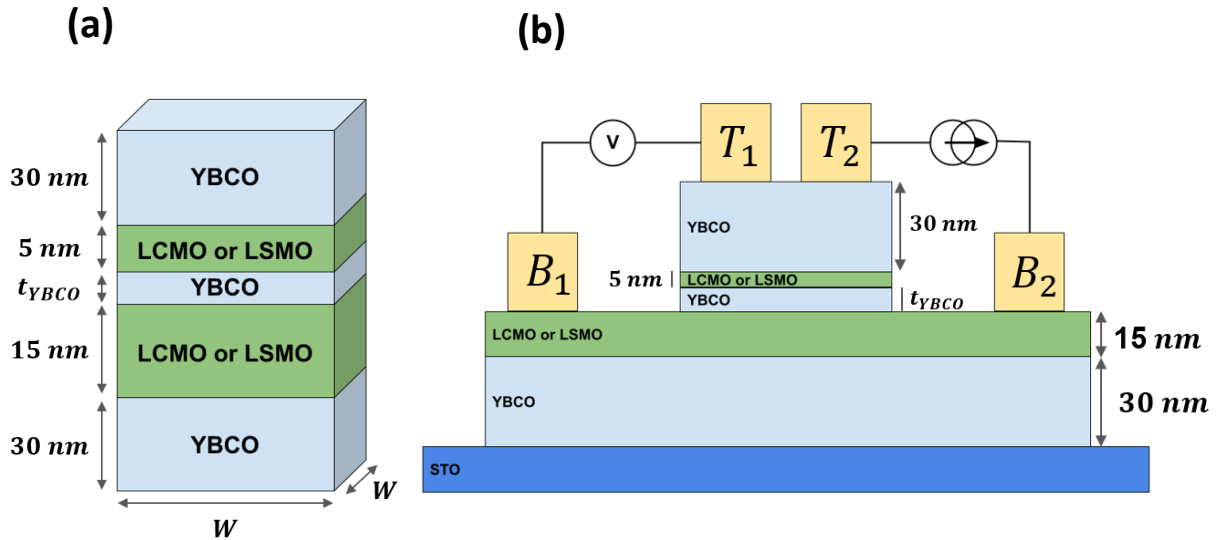 (a)
(b)
30 nm
YBCO
5 nm
LCMO or LSMO
t_YBCO
YBCO
15 nm
LCMO or LSMO
30 nm
YBCO
W
W
V
T₁
T₂
B₁
B₂
YBCO
30 nm
5 nm
LCMO or LSMO
YBCO
t_YBCO
LCMO or LSMO
15 nm
YBCO
30 nm
STO